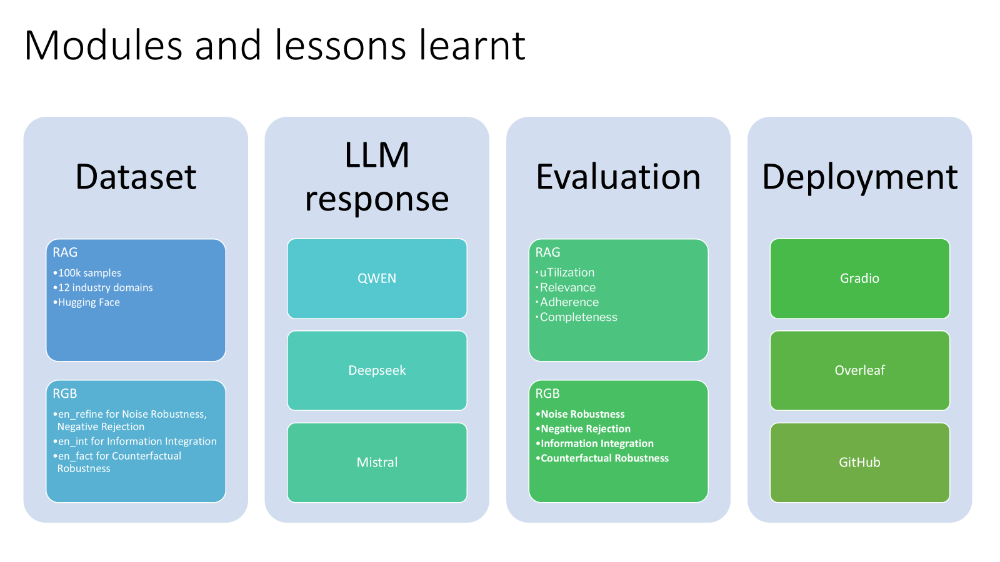 Modules and lessons learnt
Dataset
RAG
•100k samples
•12 industry domains
•Hugging Face
RGB
•en_refine for Noise Robustness,
Negative Rejection
•en_int for Information Integration
•en_fact for Counterfactual
Robustness
LLM
response
QWEN
Deepseek
Mistral
Evaluation
RAG
•uTilization
•Relevance
•Adherence
•Completeness
RGB
•Noise Robustness
•Negative Rejection
•Information Integration
•Counterfactual Robustness
Deployment
Gradio
Overleaf
GitHub